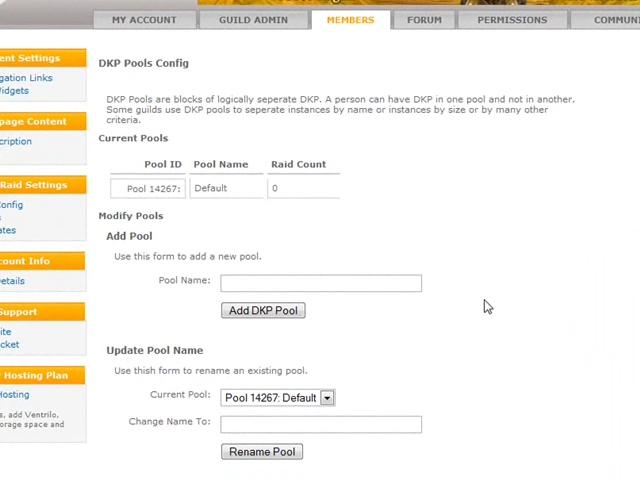 MY ACCOUNT GUILD ADMIN MEMBERS FORUM PERMISSIONS COMMUN
ent Settings
gation Links
Widgets
page Content
cription
Raid Settings
Config
s
ates
count Info
Details
Support
ite
cket
Hosting Plan
Hosting
s, add Ventrilo,
orage space and
DKP Pools Config
DKP Pools are blocks of logically seperate DKP. A person can have DKP in one pool and not in another.
Some guilds use DKP pools to seperate instances by name or instances by size or by many other
criteria.
Current Pools
Pool ID Pool Name Raid Count
Pool 14267: Default 0
Modify Pools
Add Pool
Use this form to add a new pool.
Pool Name:
Add DKP Pool
Update Pool Name
Use thish form to rename an existing pool.
Current Pool: Pool 14267: Default
Change Name To:
Rename Pool